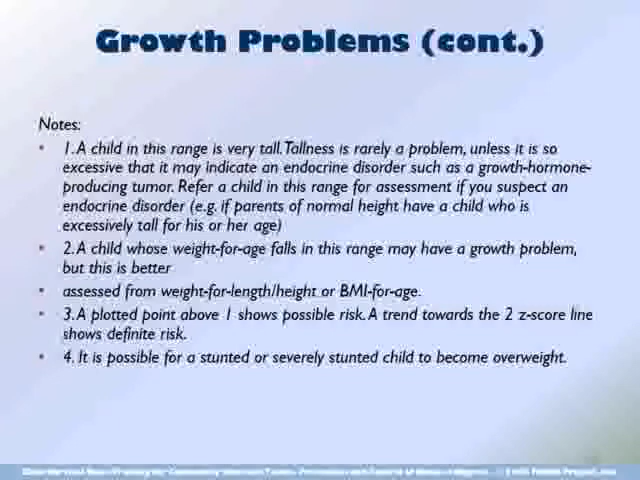 Growth Problems (cont.)
Notes:
• 1. A child in this range is very tall. Tallness is rarely a problem, unless it is so
excessive that it may indicate an endocrine disorder such as a growth-hormone-
producing tumor. Refer a child in this range for assessment if you suspect an
endocrine disorder (e.g. if parents of normal height have a child who is
excessively tall for his or her age)
• 2. A child whose weight-for-age falls in this range may have a growth problem,
but this is better
• assessed from weight-for-length/height or BMI-for-age.
• 3. A plotted point above 1 shows possible risk. A trend towards the 2 z-score line
shows definite risk.
• 4. It is possible for a stunted or severely stunted child to become overweight.